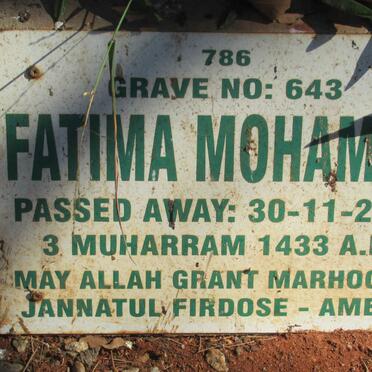 786
GRAVE NO: 643
FATIMA MOHAM
PASSED AWAY: 30-11-2
3 MUHARRAM 1433 A.
MAY ALLAH GRANT MARHOO
JANNATUL FIRDOSE - AME